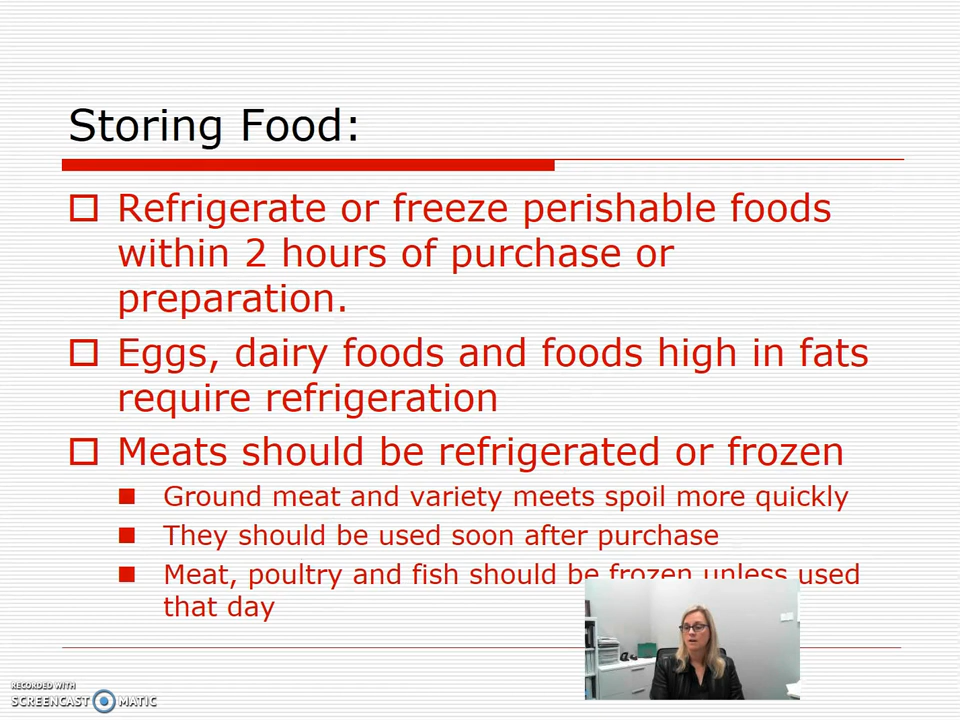 Storing Food:
Refrigerate or freeze perishable foods
within 2 hours of purchase or
preparation.
Eggs, dairy foods and foods high in fats
require refrigeration
Meats should be refrigerated or frozen
Ground meat and variety meets spoil more quickly
They should be used soon after purchase
Meat, poultry and fish should be frozen unless used
that day
RECORDED WITH
SCREENCAST MATIC